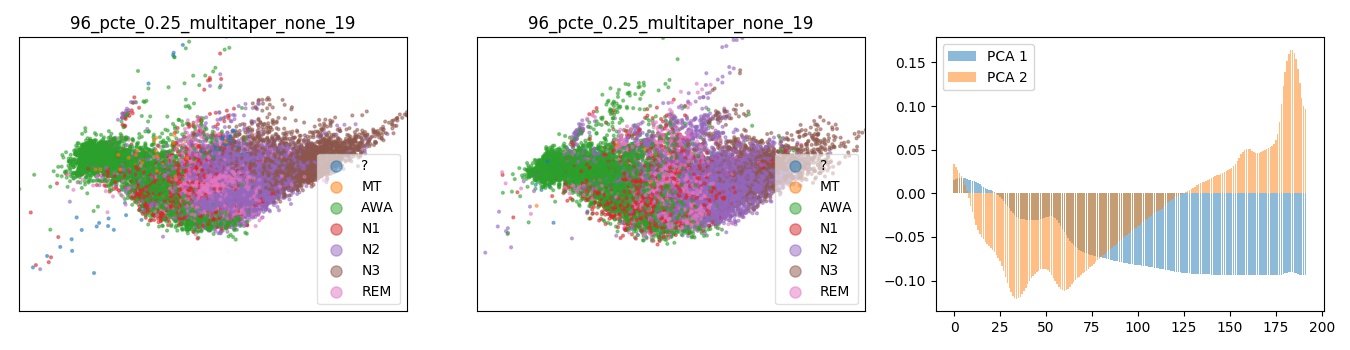 96_pcte_0.25_multitaper_none_19
?
MT
AWA
N1
N2
N3
REM
96_pcte_0.25_multitaper_none_19
?
MT
AWA
N1
N2
N3
REM
PCA 1
PCA 2
0.15
0.10
0.05
0.00
−0.05
−0.10
0 25 50 75 100 125 150 175 200